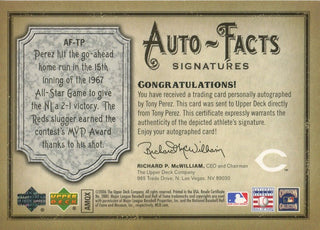 AF-TP
Perez hit the go-ahead
home run in the 15th
inning of the 1967
All-Star Game to give
the NL a 2-1 victory. The
Reds slugger earned the
contest's MVP Award
thanks to his shot.
AUTO-FACTS
SIGNATURES
CONGRATULATIONS!
You have received a trading card personally autographed
by Tony Perez. This card was sent to Upper Deck directly
from Tony Perez. This certificate expressly warrants the
authenticity of the depicted athlete's signature.
Enjoy your autographed card!
RICHARD P. McWILLIAM, CEO and Chairman
The Upper Deck Company
985 Trade Drive, N. Las Vegas, NV 89030
UPPER DECK
AMOX